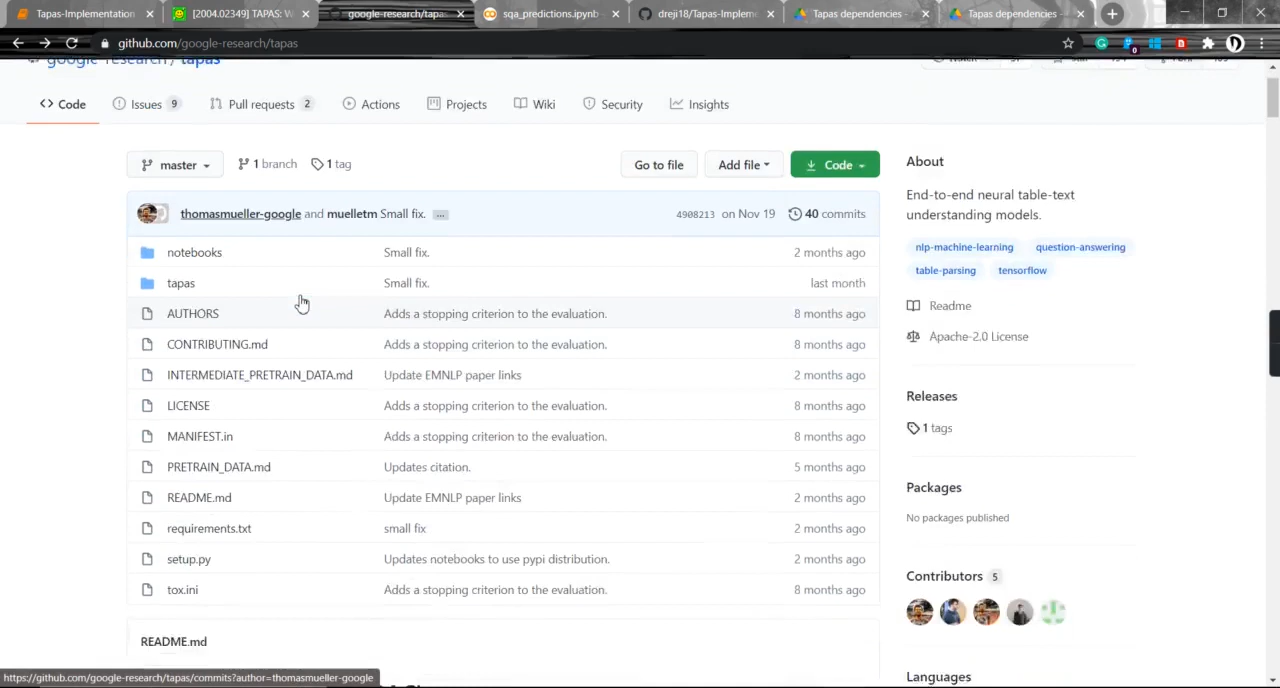 Tapas-Implementation
[2004.02349] TAPAS: W
google-research/tapas
sqa_predictions.ipynb
dreji18/Tapas-Impleme
Tapas dependencies -
Tapas dependencies -
github.com/google-research/tapas
0
google-research / tapas
Code
Issues 9
Pull requests 2
Actions
Projects
Wiki
Security
Insights
master
1 branch
1 tag
Go to file
Add file
Code
thomasmueller-google and muelletm Small fix. ...
4908213 on Nov 19
40 commits
notebooks Small fix. 2 months ago
tapas Small fix. last month
AUTHORS Adds a stopping criterion to the evaluation. 8 months ago
CONTRIBUTING.md Adds a stopping criterion to the evaluation. 8 months ago
INTERMEDIATE_PRETRAIN_DATA.md Update EMNLP paper links 2 months ago
LICENSE Adds a stopping criterion to the evaluation. 8 months ago
MANIFEST.in Adds a stopping criterion to the evaluation. 8 months ago
PRETRAIN_DATA.md Updates citation. 5 months ago
README.md Update EMNLP paper links 2 months ago
requirements.txt small fix 2 months ago
setup.py Updates notebooks to use pypi distribution. 2 months ago
tox.ini Adds a stopping criterion to the evaluation. 8 months ago
README.md
About
End-to-end neural table-text
understanding models.
nlp-machine-learning question-answering
table-parsing tensorflow
Readme
Apache-2.0 License
Releases
1 tags
Packages
No packages published
Contributors 5
Languages
https://github.com/google-research/tapas/commits?author=thomasmueller-google